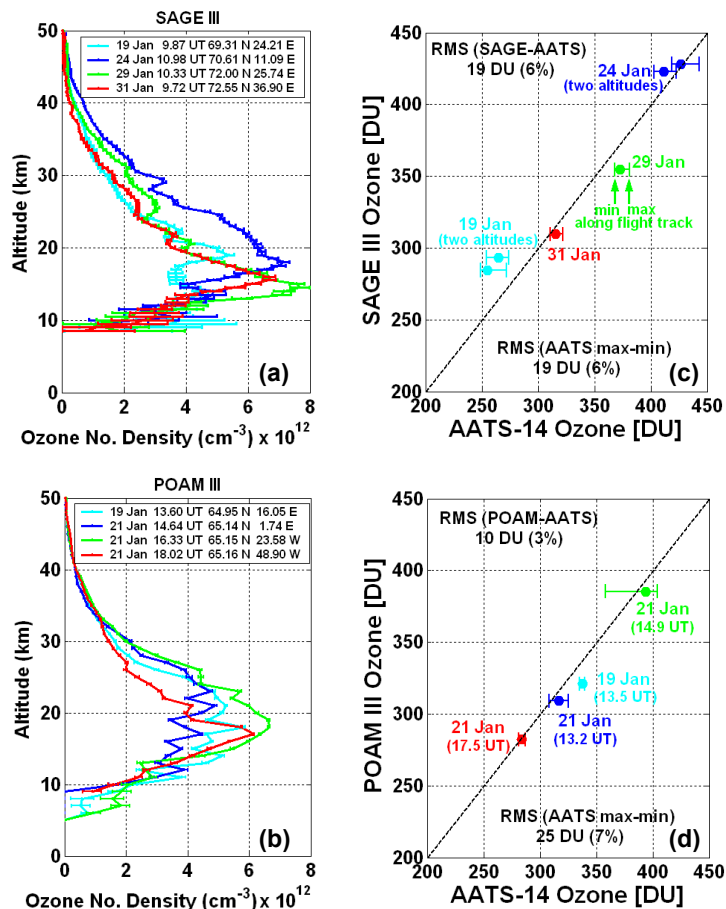 SAGE III
50
40
30
20
10
0
Altitude (km)
19 Jan 9.87 UT 69.31 N 24.21 E
24 Jan 10.98 UT 70.61 N 11.09 E
29 Jan 10.33 UT 72.00 N 25.74 E
31 Jan 9.72 UT 72.55 N 36.90 E
(a)
0 2 4 6 8
Ozone No. Density (cm⁻³) x 10¹²
450
400
350
300
250
200
SAGE III Ozone [DU]
RMS (SAGE-AATS)
19 DU (6%)
24 Jan
(two altitudes)
29 Jan
min max
along flight track
19 Jan
(two altitudes)
31 Jan
RMS (AATS max-min)
19 DU (6%)
(c)
200 250 300 350 400 450
AATS-14 Ozone [DU]
POAM III
50
40
30
20
10
0
Altitude (km)
19 Jan 13.60 UT 64.95 N 16.05 E
21 Jan 14.64 UT 65.14 N 1.74 E
21 Jan 16.33 UT 65.15 N 23.58 W
21 Jan 18.02 UT 65.16 N 48.90 W
(b)
0 2 4 6 8
Ozone No. Density (cm⁻³) x 10¹²
450
400
350
300
250
200
POAM III Ozone [DU]
RMS (POAM-AATS)
10 DU (3%)
21 Jan
(14.9 UT)
19 Jan
(13.5 UT)
21 Jan
(17.5 UT)
21 Jan
(13.2 UT)
RMS (AATS max-min)
25 DU (7%)
(d)
200 250 300 350 400 450
AATS-14 Ozone [DU]